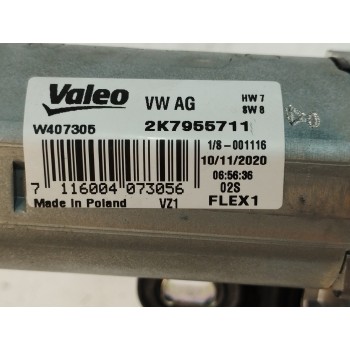 Valeo VW AG HW 7
SW 8
W407305 2K7955711
1/8-001116
10/11/2020
7 116004 073056 06:56:36
02S
Made in Poland VZ1 FLEX1